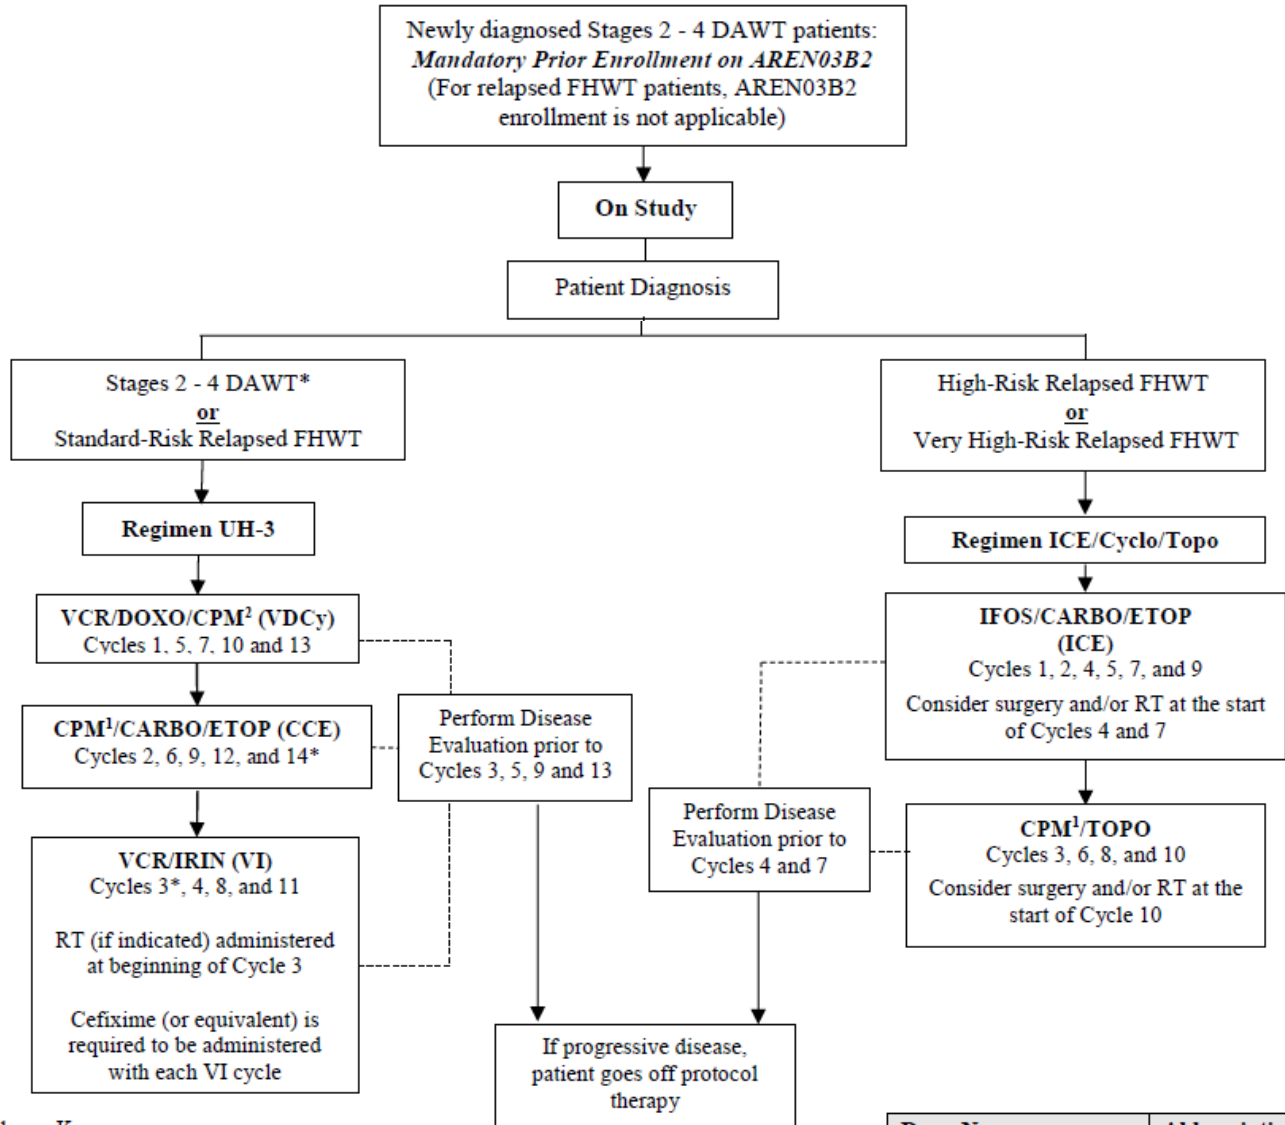 Newly diagnosed Stages 2 - 4 DAWT patients:
Mandatory Prior Enrollment on AREN03B2
(For relapsed FHWT patients, AREN03B2
enrollment is not applicable)
On Study
Patient Diagnosis
Stages 2 - 4 DAWT*
or
Standard-Risk Relapsed FHWT
Regimen UH-3
VCR/DOXO/CPM² (VDCy)
Cycles 1, 5, 7, 10 and 13
CPM¹/CARBO/ETOP (CCE)
Cycles 2, 6, 9, 12, and 14*
VCR/IRIN (VI)
Cycles 3*, 4, 8, and 11
RT (if indicated) administered
at beginning of Cycle 3
Cefixime (or equivalent) is
required to be administered
with each VI cycle
Perform Disease
Evaluation prior to
Cycles 3, 5, 9 and 13
High-Risk Relapsed FHWT
or
Very High-Risk Relapsed FHWT
Regimen ICE/Cyclo/Topo
IFOS/CARBO/ETOP
(ICE)
Cycles 1, 2, 4, 5, 7, and 9
Consider surgery and/or RT at the start
of Cycles 4 and 7
CPM¹/TOPO
Cycles 3, 6, 8, and 10
Consider surgery and/or RT at the
start of Cycle 10
Perform Disease
Evaluation prior to
Cycles 4 and 7
If progressive disease,
patient goes off protocol
therapy